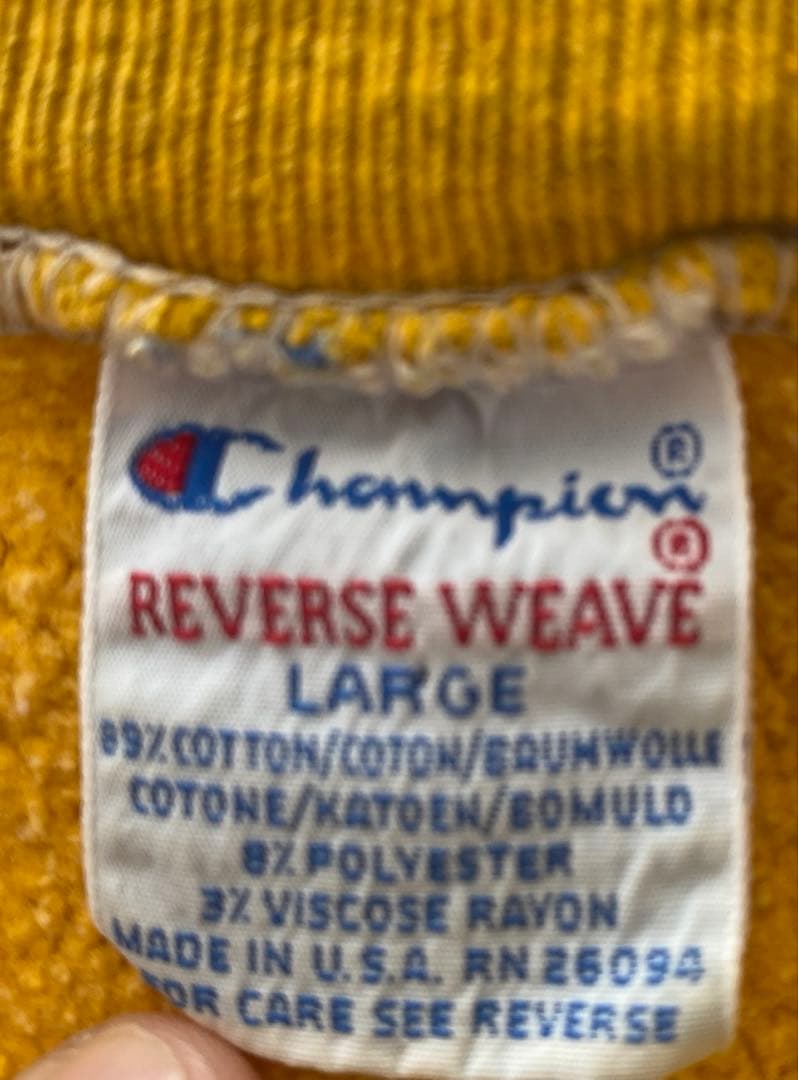 Champion®
®
REVERSE WEAVE
LARGE
89% COTTON/COTON/BAUMWOLLE
COTONE/KATOEN/BOMULD
8% POLYESTER
3% VISCOSE RAYON
MADE IN U.S.A. RN 26094
FOR CARE SEE REVERSE